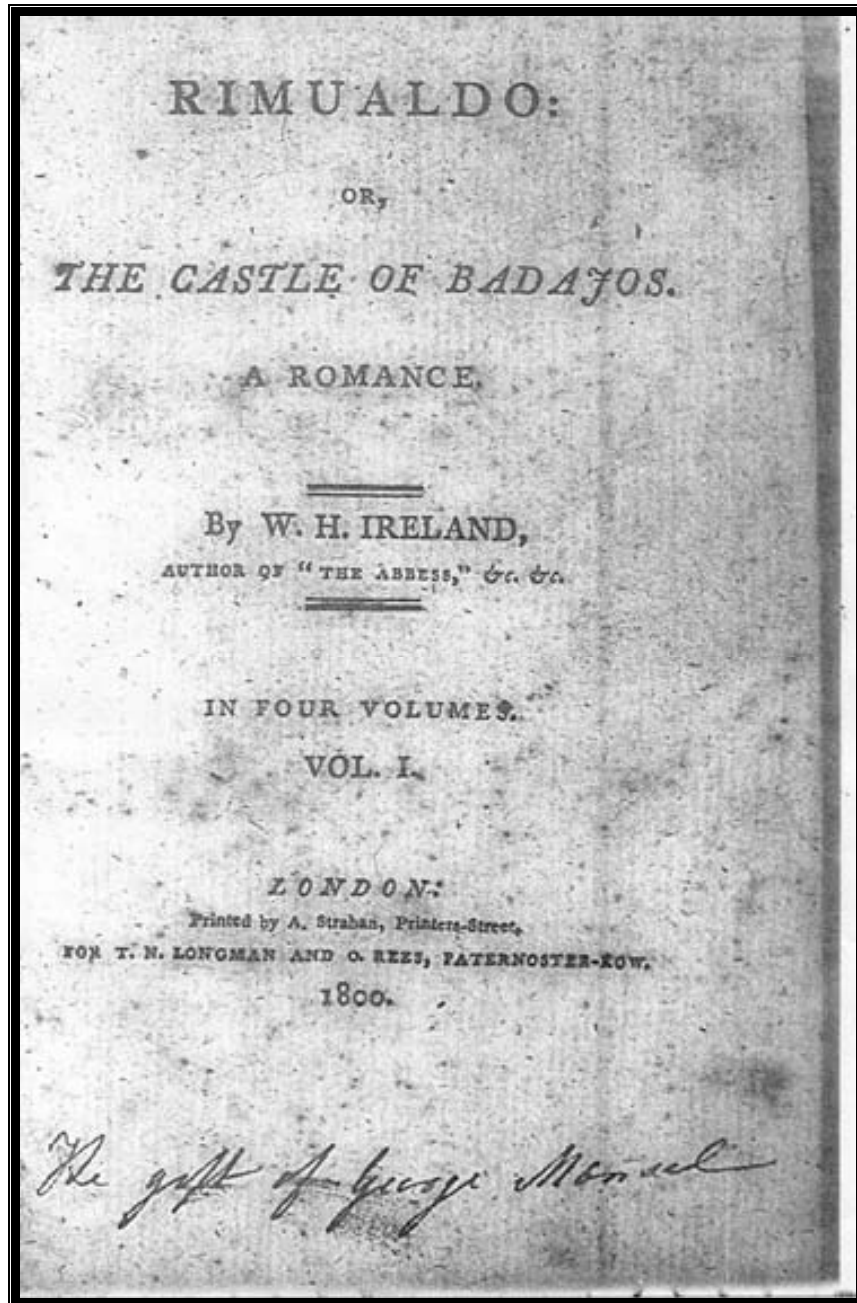 RIMUALDO:
OR,
THE CASTLE OF BADAJOS.
A ROMANCE.
By W. H. IRELAND,
AUTHOR OF "THE ABBESS," &c. &c.
IN FOUR VOLUMES.
VOL. I.
LONDON:
Printed by A. Strahan, Printers-Street,
FOR T. N. LONGMAN AND O. REES, PATERNOSTER-ROW.
1800.
The gift of George Mansel